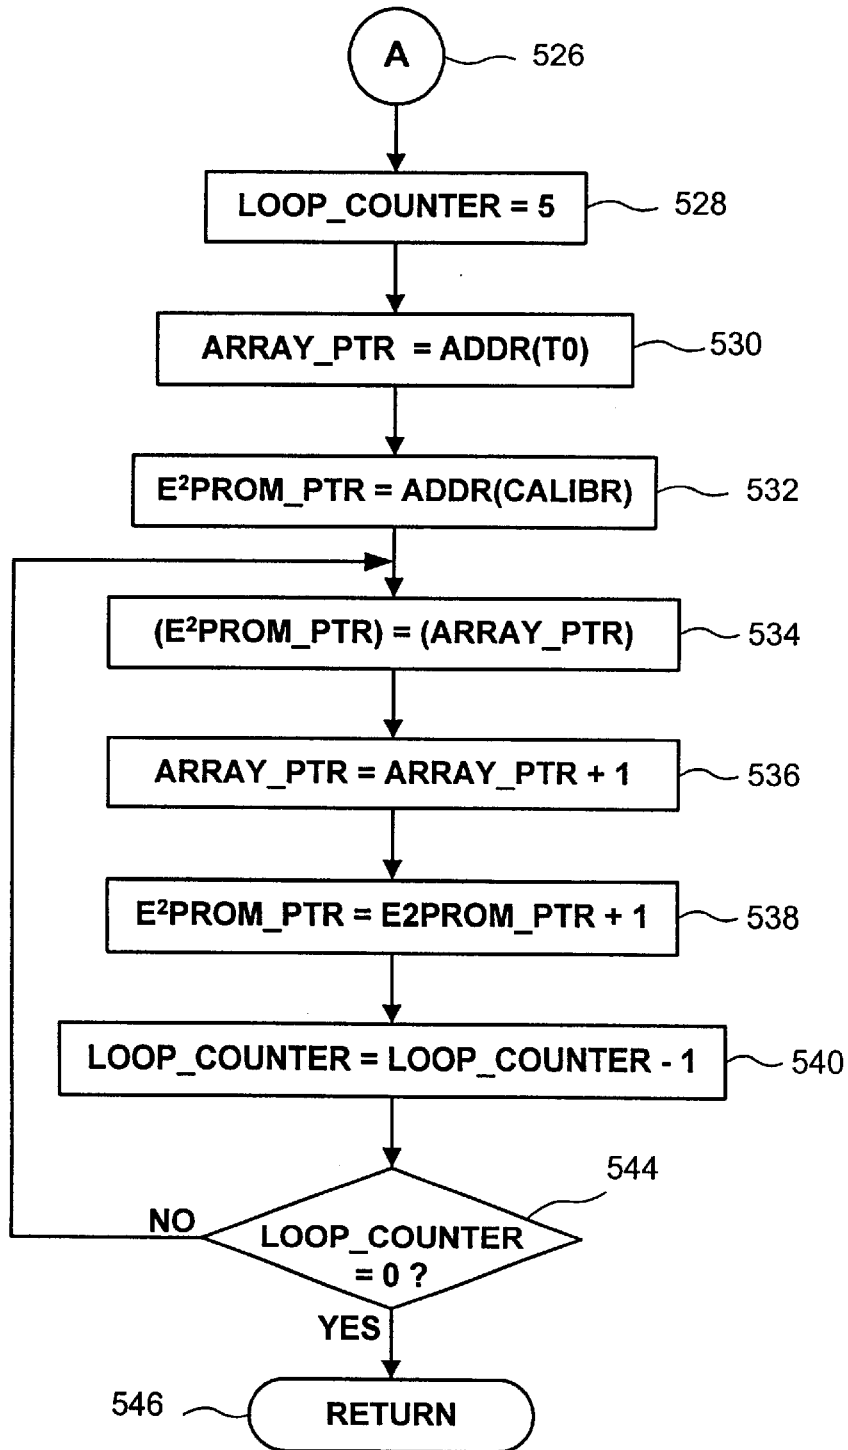 A
526
LOOP_COUNTER = 5
528
ARRAY_PTR = ADDR(T0)
530
E²PROM_PTR = ADDR(CALIBR)
532
(E²PROM_PTR) = (ARRAY_PTR)
534
ARRAY_PTR = ARRAY_PTR + 1
536
E²PROM_PTR = E2PROM_PTR + 1
538
LOOP_COUNTER = LOOP_COUNTER - 1
540
544
NO
LOOP_COUNTER
= 0 ?
YES
546
RETURN